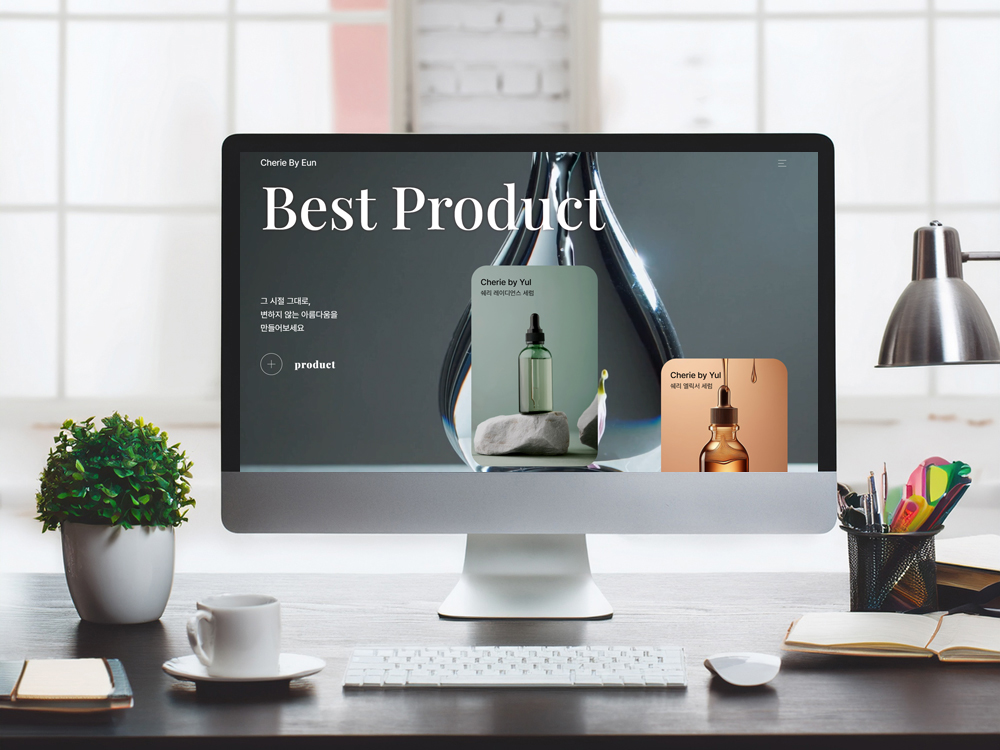 Cherie By Eun
Best Product
그 시절 그대로,
변하지 않는 아름다움을
만들어보세요
product
Cherie by Yul
쉐리 레이디언스 세럼
Cherie by Yul
쉐리 엘릭서 세럼